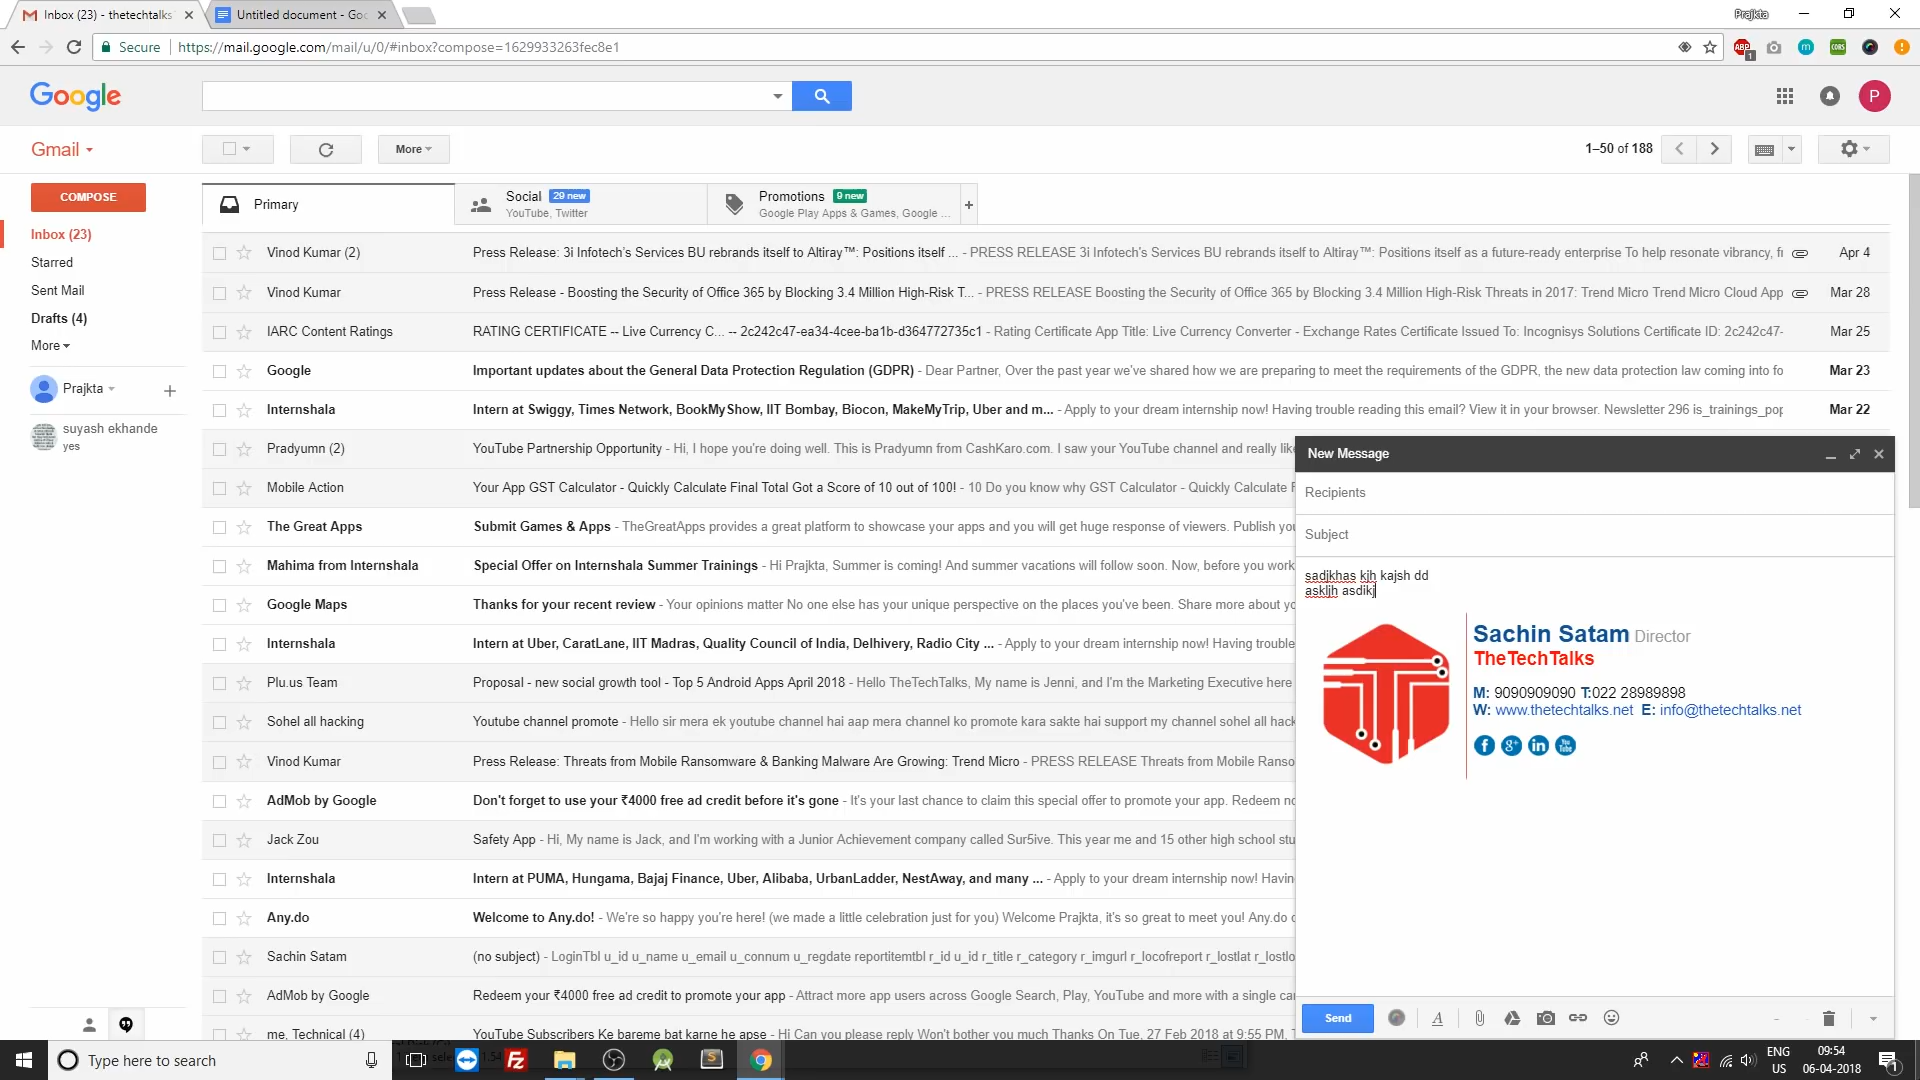 Inbox (23) - thetechtalks
Untitled document - Goo
Prajkta
Secure
https://mail.google.com/mail/u/0/#inbox?compose=1629933263fec8e1
ABP
1
m
CORS
Google
P
Gmail
More
1–50 of 188
COMPOSE
Primary
Social 29 new
YouTube, Twitter
Promotions 9 new
Google Play Apps & Games, Google ...
+
Inbox (23)
Starred
Sent Mail
Drafts (4)
More
Prajkta
suyash ekhande
yes
Vinod Kumar (2) Press Release: 3i Infotech's Services BU rebrands itself to Altiray™: Positions itself ... - PRESS RELEASE 3i Infotech's Services BU rebrands itself to Altiray™: Positions itself as a future-ready enterprise To help resonate vibrancy, fr Apr 4
Vinod Kumar Press Release - Boosting the Security of Office 365 by Blocking 3.4 Million High-Risk T... - PRESS RELEASE Boosting the Security of Office 365 by Blocking 3.4 Million High-Risk Threats in 2017: Trend Micro Trend Micro Cloud App Mar 28
IARC Content Ratings RATING CERTIFICATE -- Live Currency C... -- 2c242c47-ea34-4cee-ba1b-d364772735c1 - Rating Certificate App Title: Live Currency Converter - Exchange Rates Certificate Issued To: Incognisys Solutions Certificate ID: 2c242c47- Mar 25
Google Important updates about the General Data Protection Regulation (GDPR) - Dear Partner, Over the past year we've shared how we are preparing to meet the requirements of the GDPR, the new data protection law coming into fo Mar 23
Internshala Intern at Swiggy, Times Network, BookMyShow, IIT Bombay, Biocon, MakeMyTrip, Uber and m... - Apply to your dream internship now! Having trouble reading this email? View it in your browser. Newsletter 296 is_trainings_pop Mar 22
Pradyumn (2) YouTube Partnership Opportunity - Hi, I hope you're doing well. This is Pradyumn from CashKaro.com. I saw your YouTube channel and really like
Mobile Action Your App GST Calculator - Quickly Calculate Final Total Got a Score of 10 out of 100! - 10 Do you know why GST Calculator - Quickly Calculate F
The Great Apps Submit Games & Apps - TheGreatApps provides a great platform to showcase your apps and you will get huge response of viewers. Publish you
Mahima from Internshala Special Offer on Internshala Summer Trainings - Hi Prajkta, Summer is coming! And summer vacations will follow soon. Now, before you work
Google Maps Thanks for your recent review - Your opinions matter No one else has your unique perspective on the places you've been. Share more about yo
Internshala Intern at Uber, CaratLane, IIT Madras, Quality Council of India, Delhivery, Radio City ... - Apply to your dream internship now! Having trouble
Plu.us Team Proposal - new social growth tool - Top 5 Android Apps April 2018 - Hello TheTechTalks, My name is Jenni, and I'm the Marketing Executive here
Sohel all hacking Youtube channel promote - Hello sir mera ek youtube channel hai aap mera channel ko promote kara sakte hai support my channel sohel all hack
Vinod Kumar Press Release: Threats from Mobile Ransomware & Banking Malware Are Growing: Trend Micro - PRESS RELEASE Threats from Mobile Ranso
AdMob by Google Don't forget to use your ₹4000 free ad credit before it's gone - It's your last chance to claim this special offer to promote your app. Redeem no
Jack Zou Safety App - Hi, My name is Jack, and I'm working with a Junior Achievement company called Sur5ive. This year me and 15 other high school stu
Internshala Intern at PUMA, Hungama, Bajaj Finance, Uber, Alibaba, UrbanLadder, NestAway, and many ... - Apply to your dream internship now! Havin
Any.do Welcome to Any.do! - We're so happy you're here! (we made a little celebration just for you) Welcome Prajkta, it's so great to meet you! Any.do c
Sachin Satam (no subject) - LoginTbl u_id u_name u_email u_connum u_regdate reportitemtbl r_id u_id r_title r_category r_imgurl r_locofreport r_lostlat r_lostlo
AdMob by Google Redeem your ₹4000 free ad credit to promote your app - Attract more app users across Google Search, Play, YouTube and more with a single ca
me, Technical (4) YouTube Subscribers Ke bareme bat karne he apse - Hi Can you please reply Won't bother you much Thanks On Tue, 27 Feb 2018 at 9:55 PM, T
New Message
Recipients
Subject
sadjkhas kjh kajsh dd
askljh asdikj
Sachin Satam Director
TheTechTalks
M: 9090909090 T:022 28989898
W: www.thetechtalks.net E: info@thetechtalks.net
f g+ in You Tube
Send
Type here to search
ENG
US
09:54
06-04-2018
1